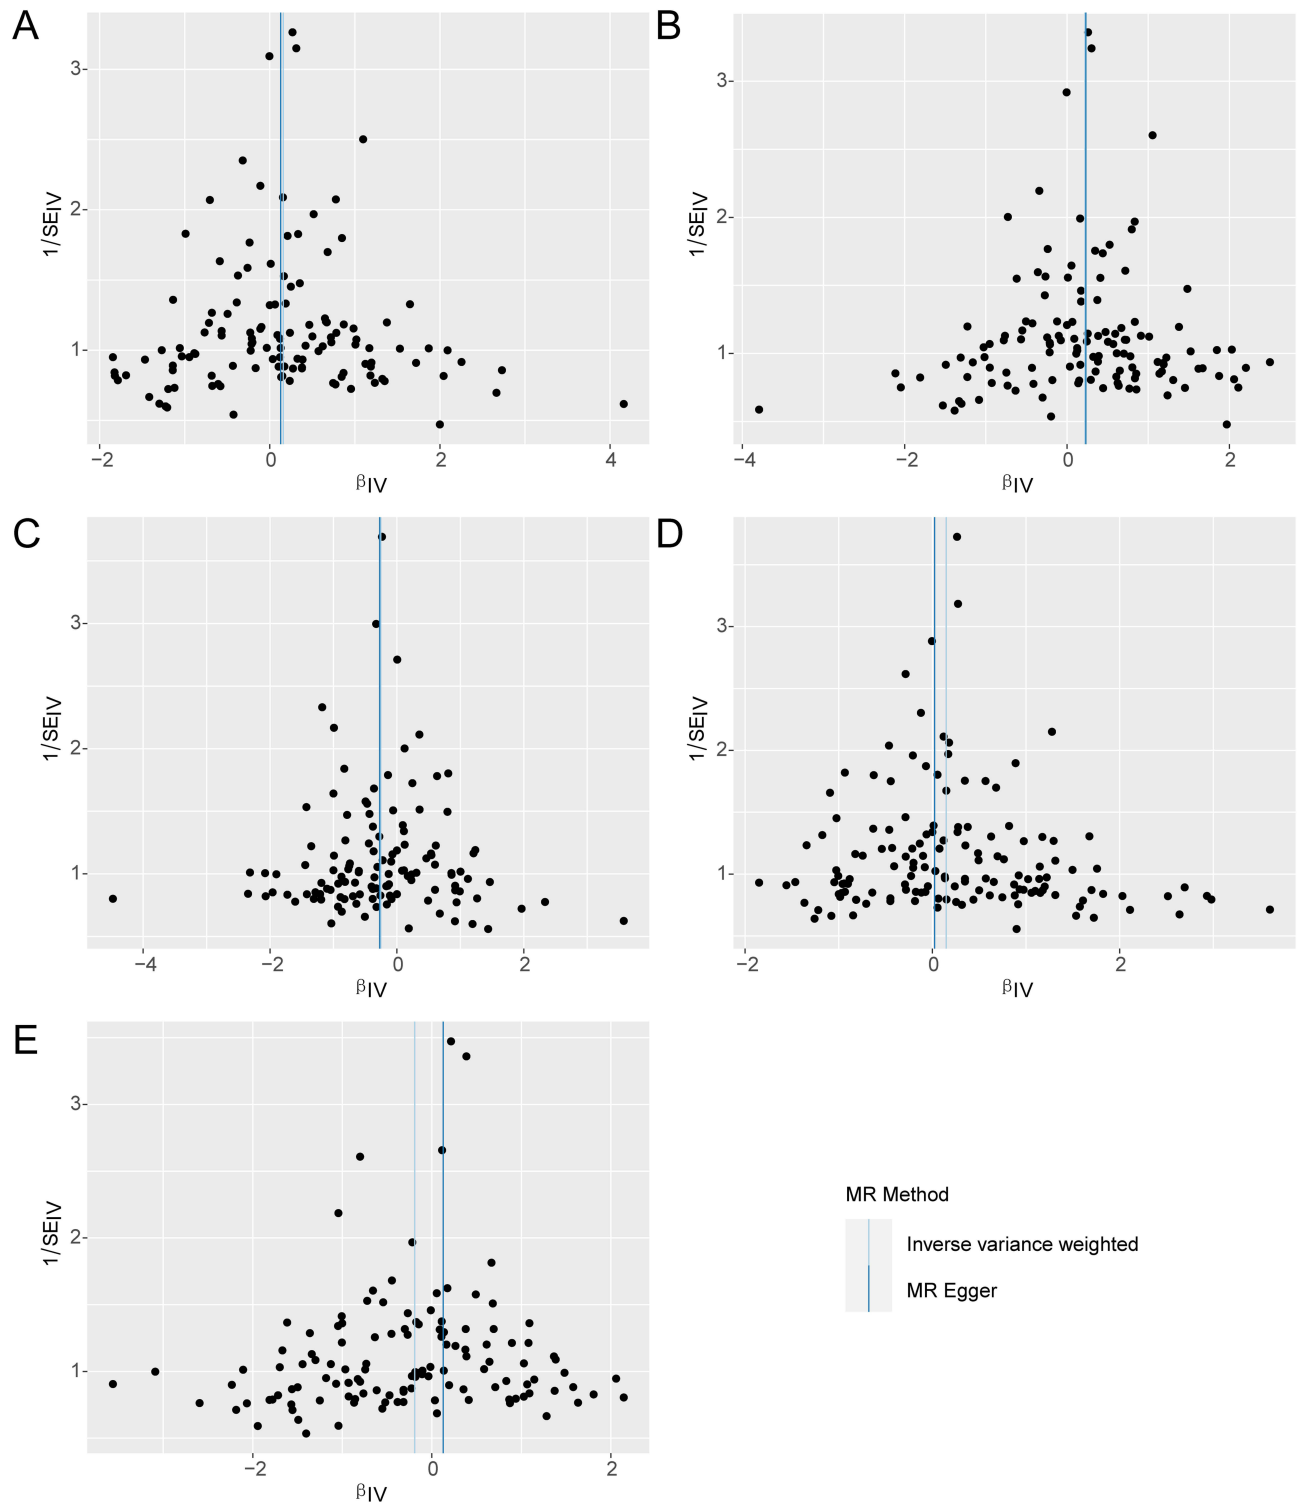 A
3
2
1
1/SEIV
−2 0 2 4
βIV
B
3
2
1
1/SEIV
−4 −2 0 2
βIV
C
3
2
1
1/SEIV
−4 −2 0 2
βIV
D
3
2
1
1/SEIV
−2 0 2
βIV
E
3
2
1
1/SEIV
−2 0 2
βIV
MR Method
Inverse variance weighted
MR Egger